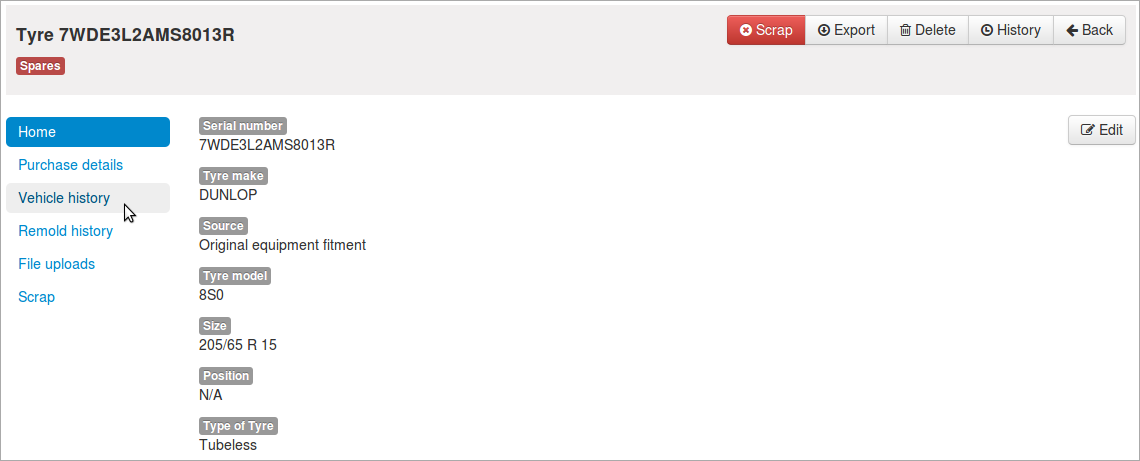 Tyre 7WDE3L2AMS8013R
Spares
Scrap Export Delete History Back
Home
Purchase details
Vehicle history
Remold history
File uploads
Scrap
Serial number
7WDE3L2AMS8013R
Edit
Tyre make
DUNLOP
Source
Original equipment fitment
Tyre model
8S0
Size
205/65 R 15
Position
N/A
Type of Tyre
Tubeless